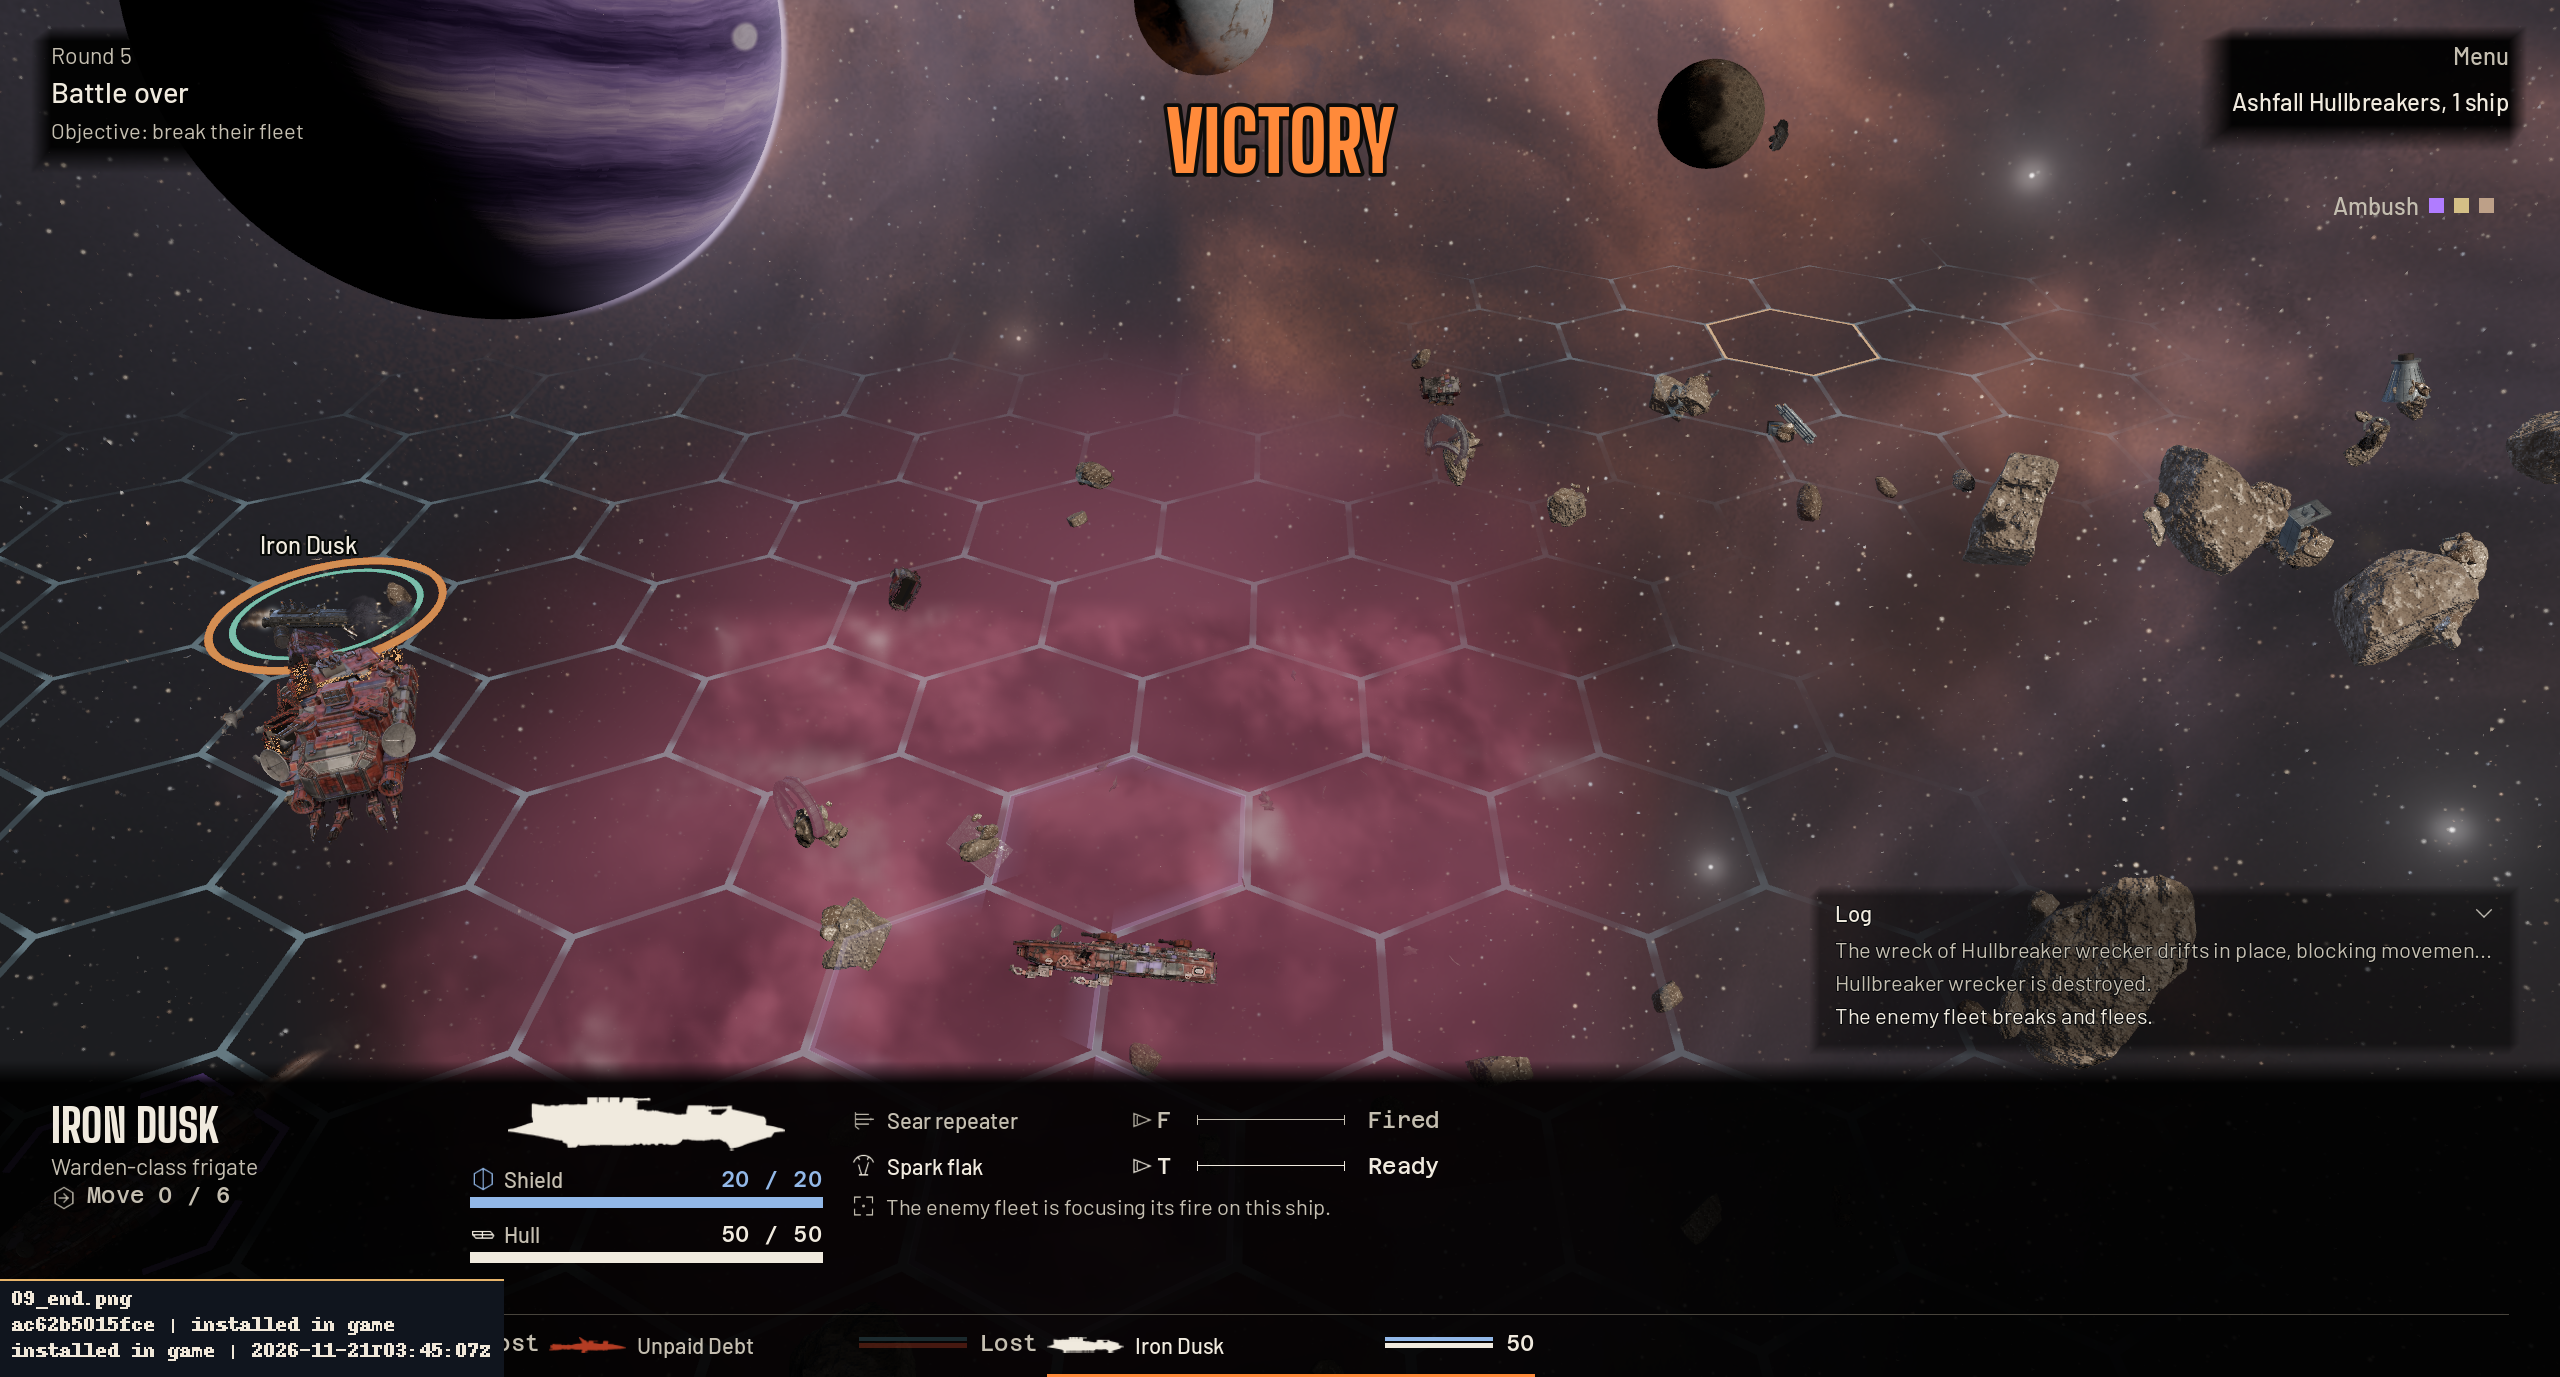 Round 5
Battle over
Objective: break their fleet
VICTORY
Menu
Ashfall Hullbreakers, 1 ship
Ambush
Iron Dusk
Log
The wreck of Hullbreaker wrecker drifts in place, blocking movemen...
Hullbreaker wrecker is destroyed.
The enemy fleet breaks and flees.
IRON DUSK
Warden-class frigate
Move 0 / 6
Shield 20 / 20
Hull 50 / 50
Sear repeater F Fired
Spark flak T Ready
The enemy fleet is focusing its fire on this ship.
09_end.png
ac62b5015fce | installed in game
installed in game | 2026-11-21T03:45:07Z
ost Unpaid Debt Lost Iron Dusk 50